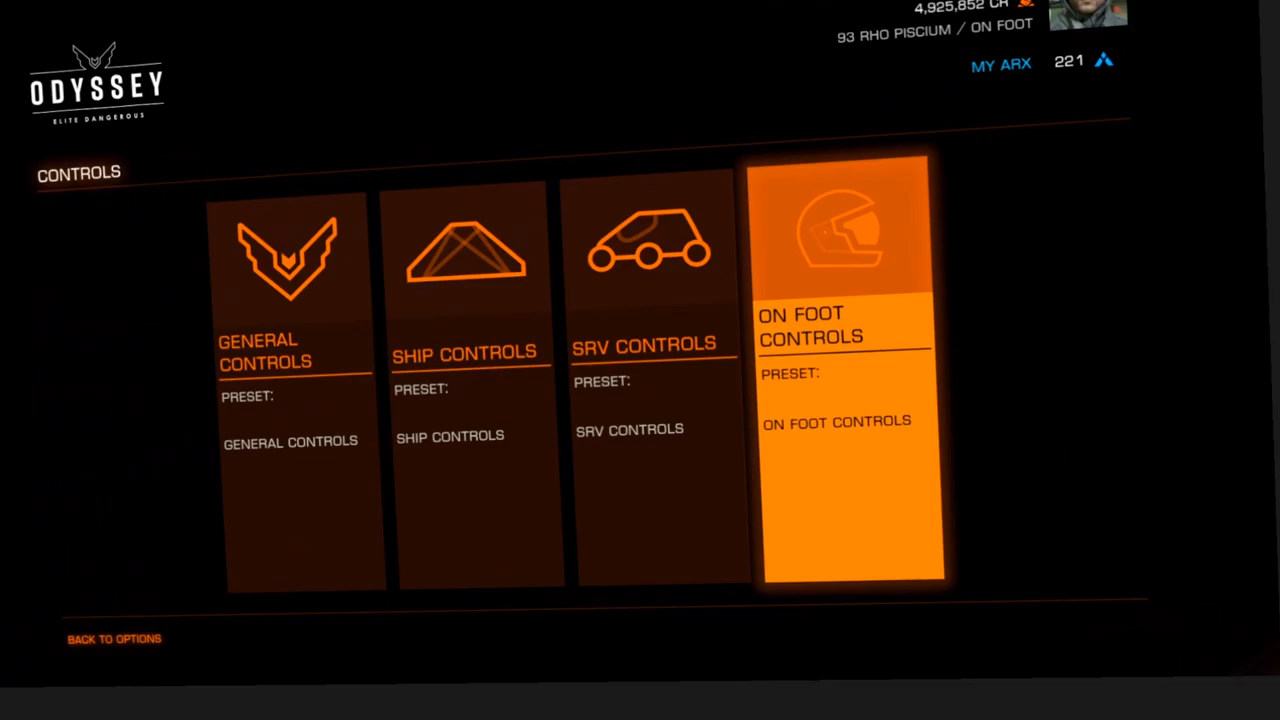 4,925,852 CR
93 RHO PISCIUM / ON FOOT
MY ARX 221
ODYSSEY
ELITE DANGEROUS
CONTROLS
GENERAL
CONTROLS
PRESET:
GENERAL CONTROLS
SHIP CONTROLS
PRESET:
SHIP CONTROLS
SRV CONTROLS
PRESET:
SRV CONTROLS
ON FOOT
CONTROLS
PRESET:
ON FOOT CONTROLS
BACK TO OPTIONS